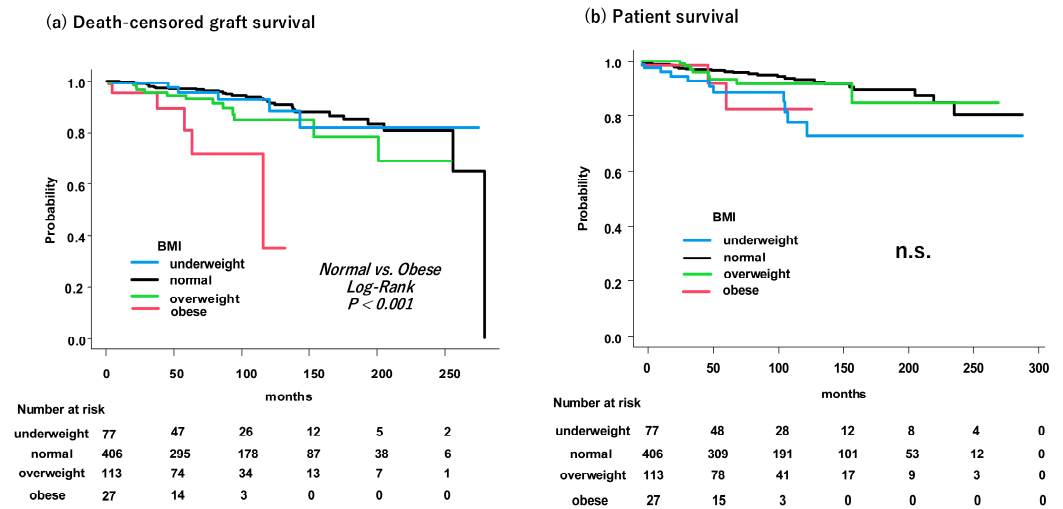 (a) Death-censored graft survival
1.0
0.8
0.6
0.4
0.2
0.0
Probability
BMI
underweight
normal
overweight
obese
Normal vs. Obese
Log-Rank
P < 0.001
0 50 100 150 200 250
months
Number at risk
underweight 77 47 26 12 5 2
normal 406 295 178 87 38 6
overweight 113 74 34 13 7 1
obese 27 14 3 0 0 0
(b) Patient survival
1.0
0.8
0.6
0.4
0.2
0.0
Probability
BMI
underweight
normal
overweight
obese
n.s.
0 50 100 150 200 250 300
months
Number at risk
underweight 77 48 28 12 8 4 0
normal 406 309 191 101 53 12 0
overweight 113 78 41 17 9 3 0
obese 27 15 3 0 0 0 0